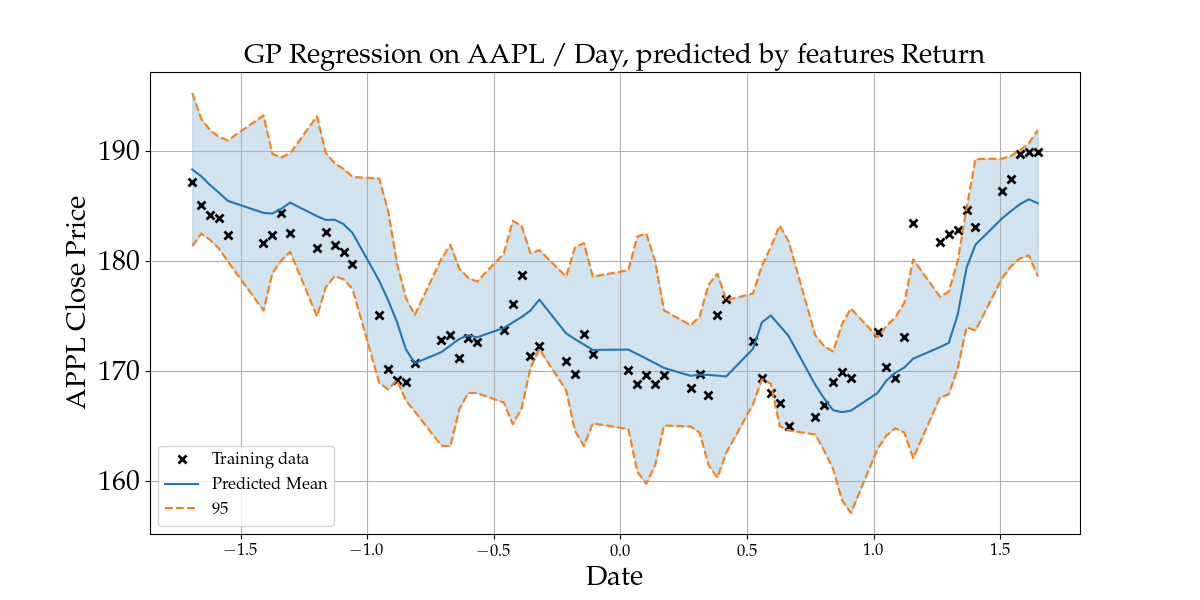 GP Regression on AAPL / Day, predicted by features Return
APPL Close Price
190
180
170
160
Training data
Predicted Mean
95
−1.5 −1.0 −0.5 0.0 0.5 1.0 1.5
Date